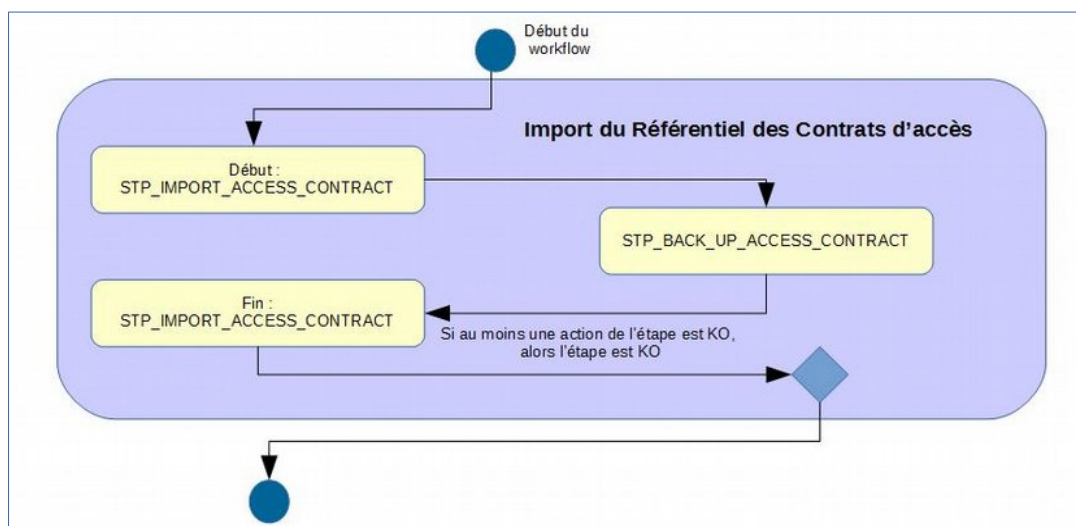 Début du
workflow
Import du Référentiel des Contrats d'accès
Début :
STP_IMPORT_ACCESS_CONTRACT
STP_BACK_UP_ACCESS_CONTRACT
Fin :
STP_IMPORT_ACCESS_CONTRACT
Si au moins une action de l'étape est KO,
alors l'étape est KO